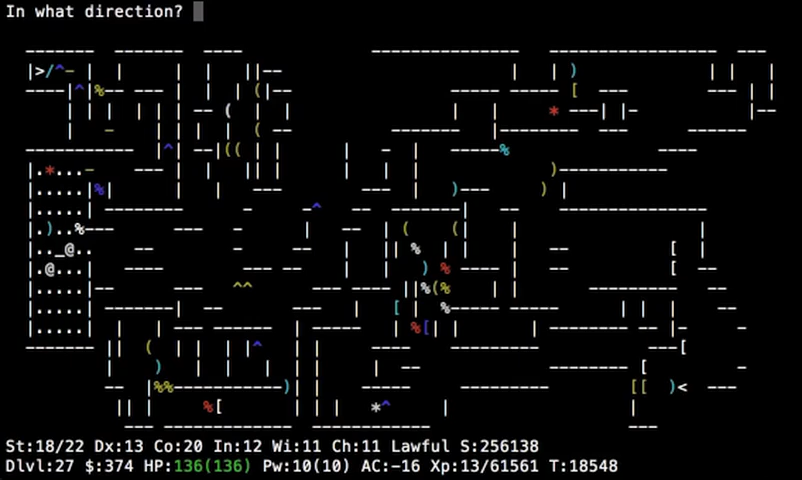 In what direction?
St:18/22 Dx:13 Co:20 In:12 Wi:11 Ch:11 Lawful S:256138
Dlvl:27 $:374 HP:136(136) Pw:10(10) AC:-16 Xp:13/61561 T:18548